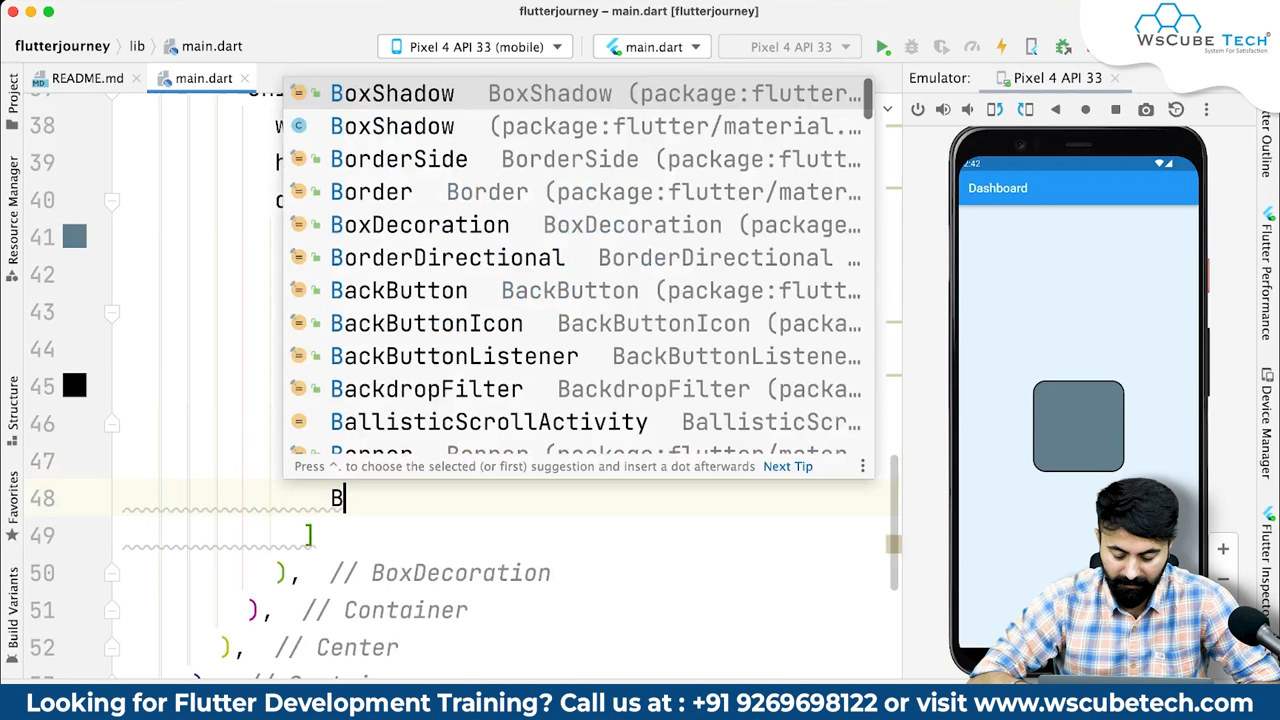 flutterjourney – main.dart [flutterjourney]
WsCube Tech
System For Satisfaction
flutterjourney
lib
main.dart
Pixel 4 API 33 (mobile)
main.dart
Pixel 4 API 33
README.md
main.dart
Emulator:
Pixel 4 API 33
BoxShadow BoxShadow (package:flutter…
BoxShadow (package:flutter/material.…
BorderSide BorderSide (package:flutt…
Border Border (package:flutter/mater…
BoxDecoration BoxDecoration (package…
BorderDirectional BorderDirectional …
BackButton BackButton (package:flutt…
BackButtonIcon BackButtonIcon (packa…
BackButtonListener BackButtonListene…
BackdropFilter BackdropFilter (packa…
BallisticScrollActivity BallisticScr…
Press ^. to choose the selected (or first) suggestion and insert a dot afterwards Next Tip
38 w
39 h
40
41
42
43
44
45
46
47
48 B
49 ]
50 ), // BoxDecoration
51 ), // Container
52 ), // Center
Project
Resource Manager
Structure
Favorites
Build Variants
2:42
Dashboard
Flutter Performance
Device Manager
Looking for Flutter Development Training? Call us at : +91 9269698122 or visit www.wscubetech.com